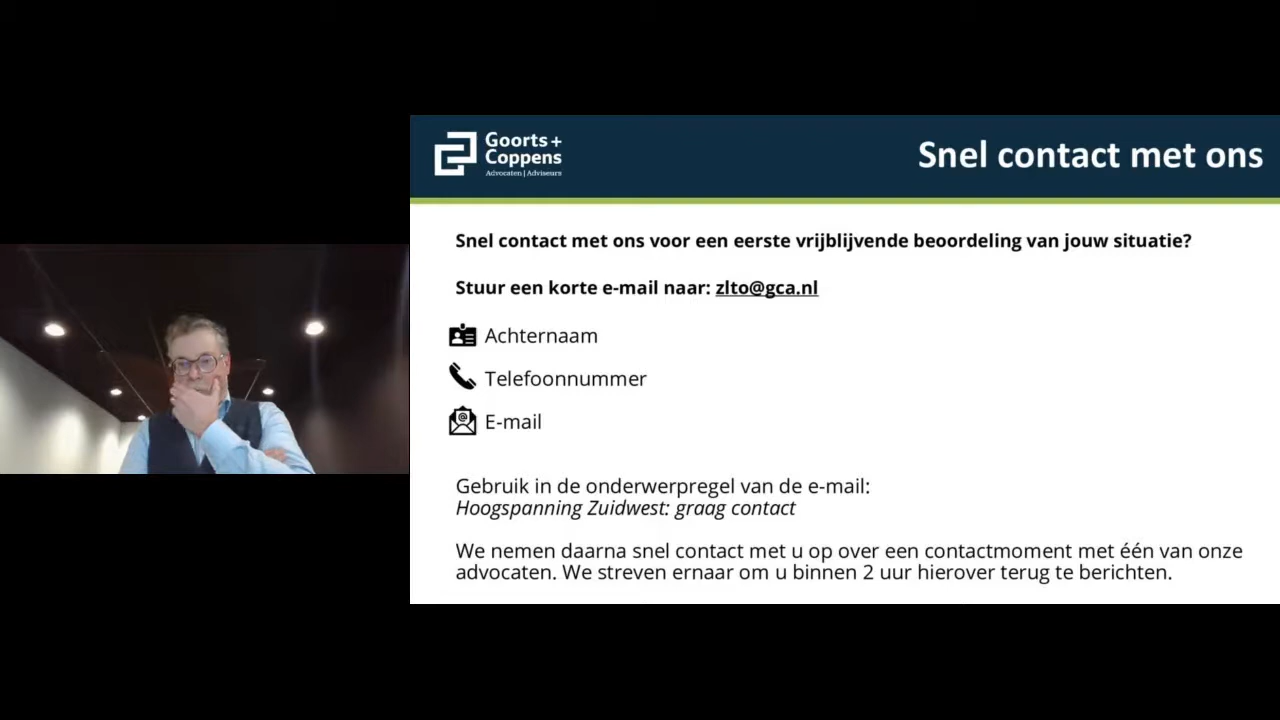 Goorts+
Coppens
Advocaten | Adviseurs
Snel contact met ons
Snel contact met ons voor een eerste vrijblijvende beoordeling van jouw situatie?
Stuur een korte e-mail naar: zlto@gca.nl
Achternaam
Telefoonnummer
E-mail
Gebruik in de onderwerpregel van de e-mail:
Hoogspanning Zuidwest: graag contact
We nemen daarna snel contact met u op over een contactmoment met één van onze
advocaten. We streven ernaar om u binnen 2 uur hierover terug te berichten.